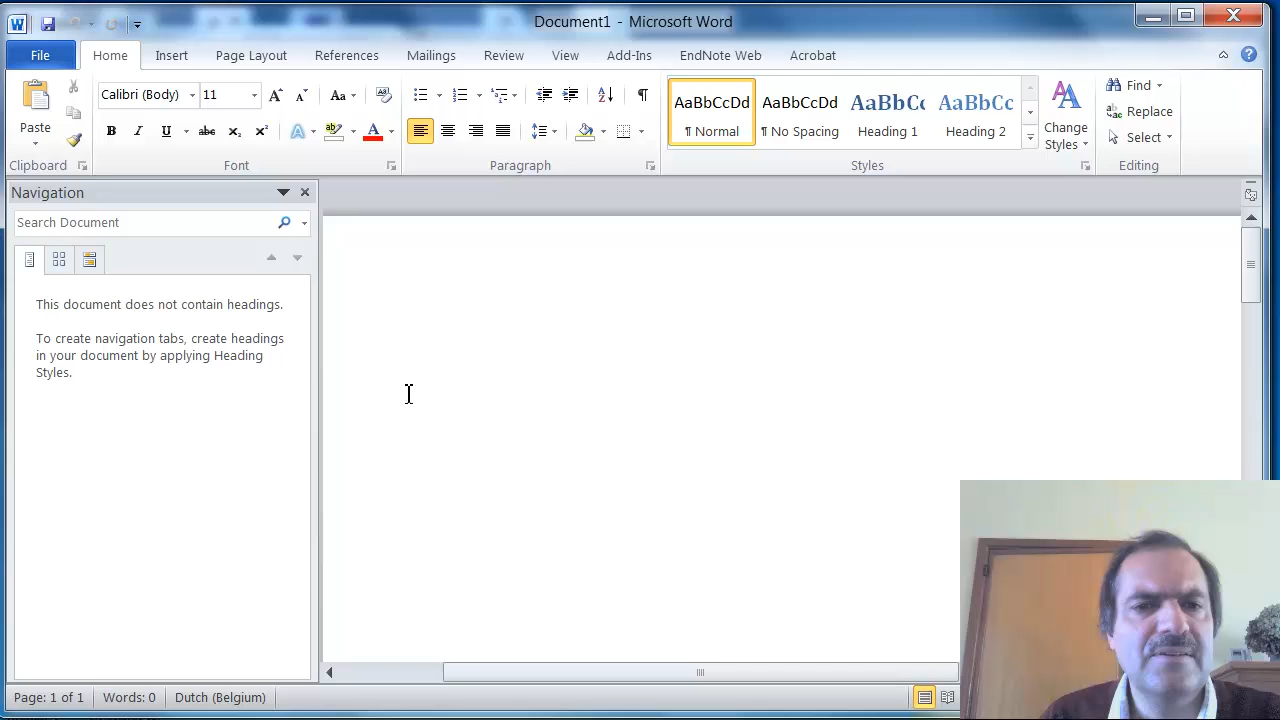 Document1 - Microsoft Word
File Home Insert Page Layout References Mailings Review View Add-Ins EndNote Web Acrobat
Paste
Clipboard
Calibri (Body) 11
Font
Paragraph
AaBbCcDd ¶ Normal
AaBbCcDd ¶ No Spacing
AaBbCc Heading 1
AaBbCc Heading 2
Change Styles
Styles
Find
Replace
Select
Editing
Navigation
Search Document
This document does not contain headings.
To create navigation tabs, create headings
in your document by applying Heading
Styles.
Page: 1 of 1 Words: 0 Dutch (Belgium)